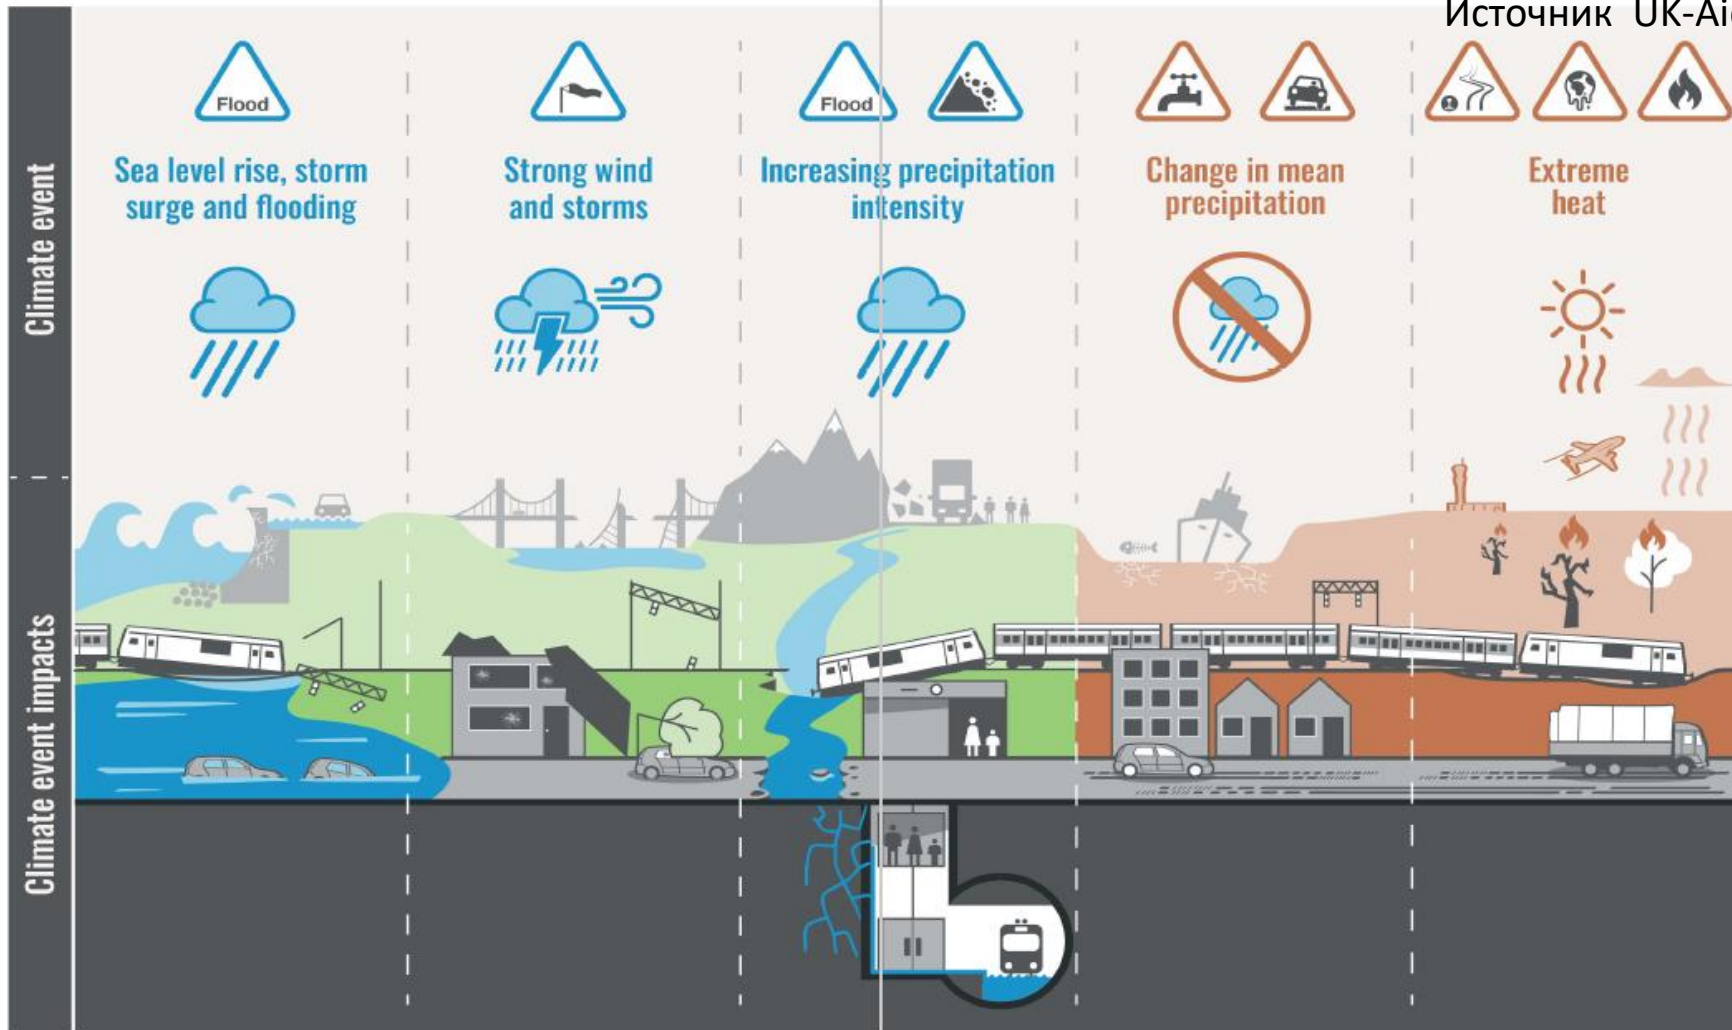 Источник UK-Aid
Flood
Flood
Sea level rise, storm
surge and flooding
Strong wind
and storms
Increasing precipitation
intensity
Change in mean
precipitation
Extreme
heat
Climate event
Climate event impacts